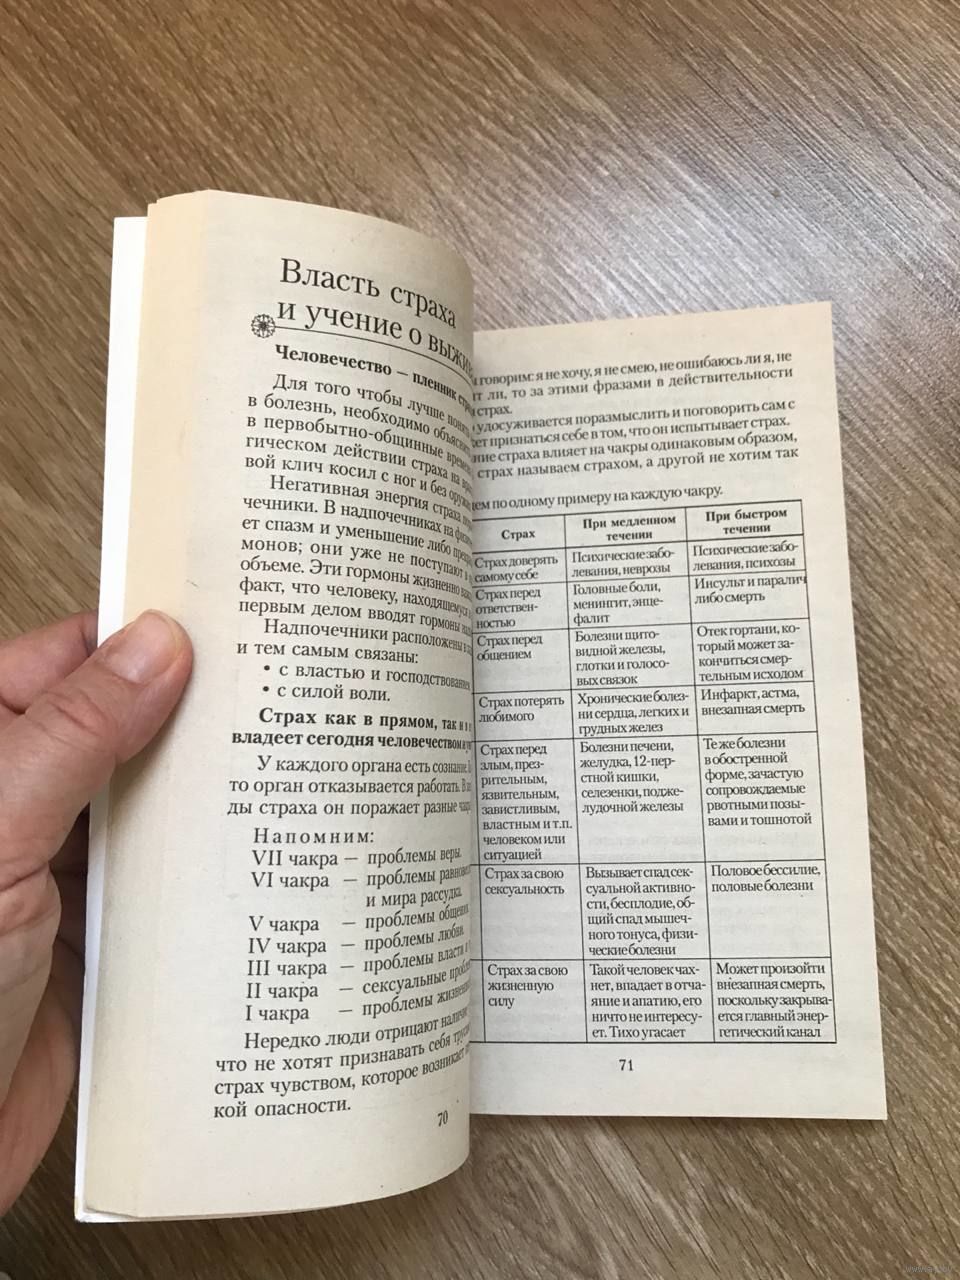 Власть страха
и учение о
Человечество — пленник
Для того чтобы лучше
в болезнь, необходимо
в первобытно-общинные
гическом действии страха на
вой клич косил с ног и без
Негативная энергия страха
чечники. В надпочечниках на
ет спазм и уменьшение либо
монов; они уже не поступают в
объеме. Эти гормоны жизненно
факт, что человеку, находящемуся
первым делом вводят гормоны
Надпочечники расположены в
и тем самым связаны:
• с властью и господствованием,
• с силой воли.
Страх как в прямом, так и в
владеет сегодня человечеством и
У каждого органа есть сознание.
то орган отказывается работать. В
ды страха он поражает разные
Напомним:
VII чакра — проблемы веры.
VI чакра — проблемы
и мира рассудка.
V чакра — проблемы общения.
IV чакра — проблемы любви.
III чакра — проблемы власти и
II чакра — сексуальные
I чакра — проблемы
Нередко люди отрицают наличие
что не хотят признавать себя
страх чувством, которое возникает
кой опасности.
70
говорим: я не хочу, я не смею, не ошибаюсь ли я, не
ли, то за этими фразами в действительности
страх.
удосуживается поразмыслить и поговорить сам с
признаться себе в том, что он испытывает страх.
страха влияет на чакры одинаковым образом,
страх называем страхом, а другой не хотим так
по одному примеру на каждую чакру.
Страх
При медленном
течении
При быстром
течении
Страх доверять
самому себе
Психические забо-
левания, неврозы
Психические забо-
левания, психозы
Страх перед
ответствен-
ностью
Головные боли,
менингит, энце-
фалит
Инсульт и паралич
либо смерть
Страх перед
общением
Болезни щито-
видной железы,
глотки и голосо-
вых связок
Отек гортани, ко-
торый может за-
кончиться смер-
тельным исходом
Страх потерять
любимого
Хронические болез-
ни сердца, легких и
грудных желез
Инфаркт, астма,
внезапная смерть
Страх перед
злым, през-
рительным,
язвительным,
завистливым,
властным и т.п.
человеком или
ситуацией
Болезни печени,
желудка, 12-пер-
стной кишки,
селезенки, подже-
лудочной железы
Те же болезни
в обостренной
форме, зачастую
сопровождаемые
рвотными позы-
вами и тошнотой
Страх за свою
сексуальность
Вызывает спад сек-
суальной активно-
сти, бесплодие, об-
щий спад мышеч-
ного тонуса, физи-
ческие болезни
Половое бессилие,
половые болезни
Страх за свою
жизненную
силу
Такой человек чах-
нет, впадает в отча-
яние и апатию, его
ничто не интересу-
ет. Тихо угасает
Может произойти
внезапная смерть,
поскольку закрыва-
ется главный энер-
гетический канал
71